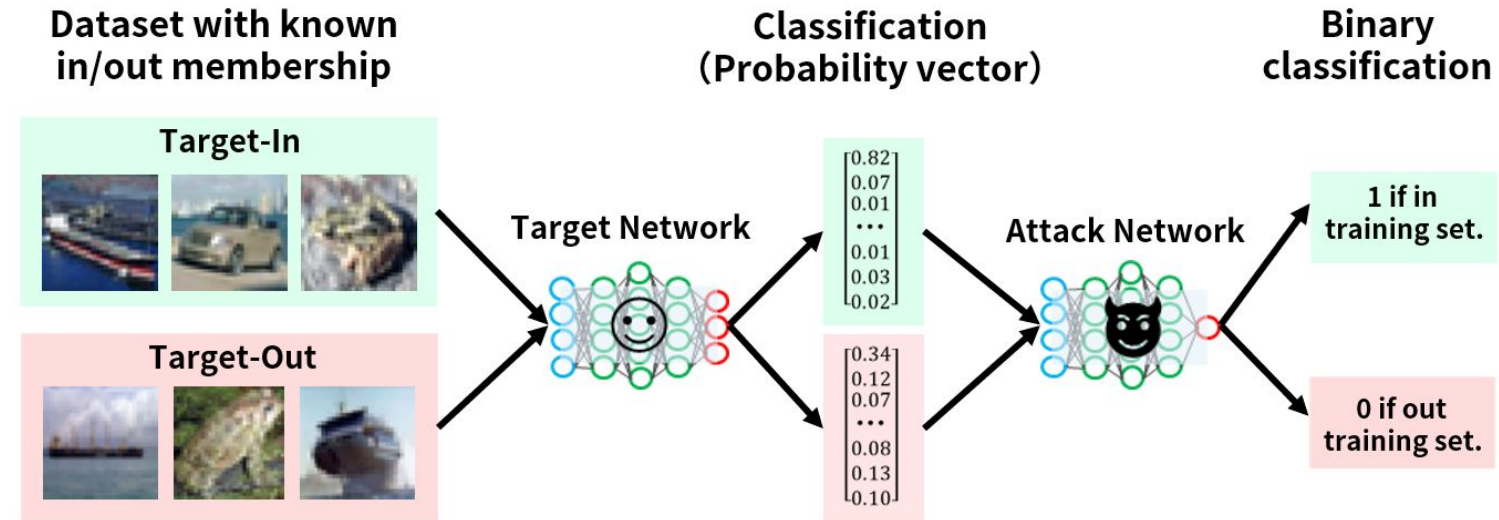 Dataset with known
in/out membership
Classification
(Probability vector)
Binary
classification
Target-In
Target-Out
Target Network
0.82
0.07
0.01
...
0.01
0.03
0.02
0.34
0.12
0.07
...
0.08
0.13
0.10
Attack Network
1 if in
training set.
0 if out
training set.